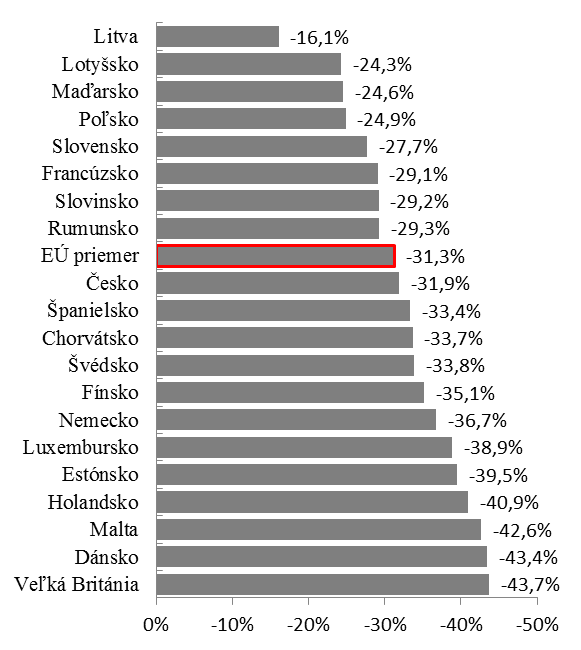 Litva -16,1%
Lotyšsko -24,3%
Maďarsko -24,6%
Poľsko -24,9%
Slovensko -27,7%
Francúzsko -29,1%
Slovinsko -29,2%
Rumunsko -29,3%
EÚ priemer -31,3%
Česko -31,9%
Španielsko -33,4%
Chorvátsko -33,7%
Švédsko -33,8%
Fínsko -35,1%
Nemecko -36,7%
Luxembursko -38,9%
Estónsko -39,5%
Holandsko -40,9%
Malta -42,6%
Dánsko -43,4%
Veľká Británia -43,7%
0% -10% -20% -30% -40% -50%